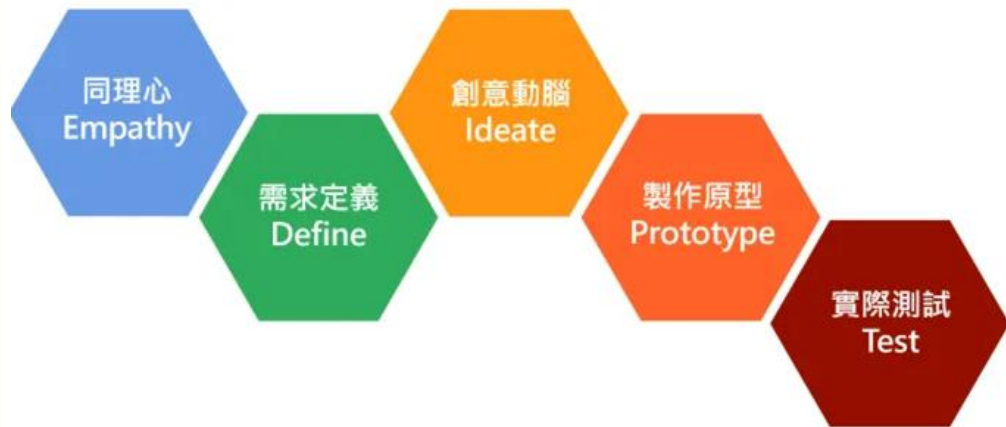 同理心
Empathy
需求定義
Define
創意動腦
Ideate
製作原型
Prototype
實際測試
Test